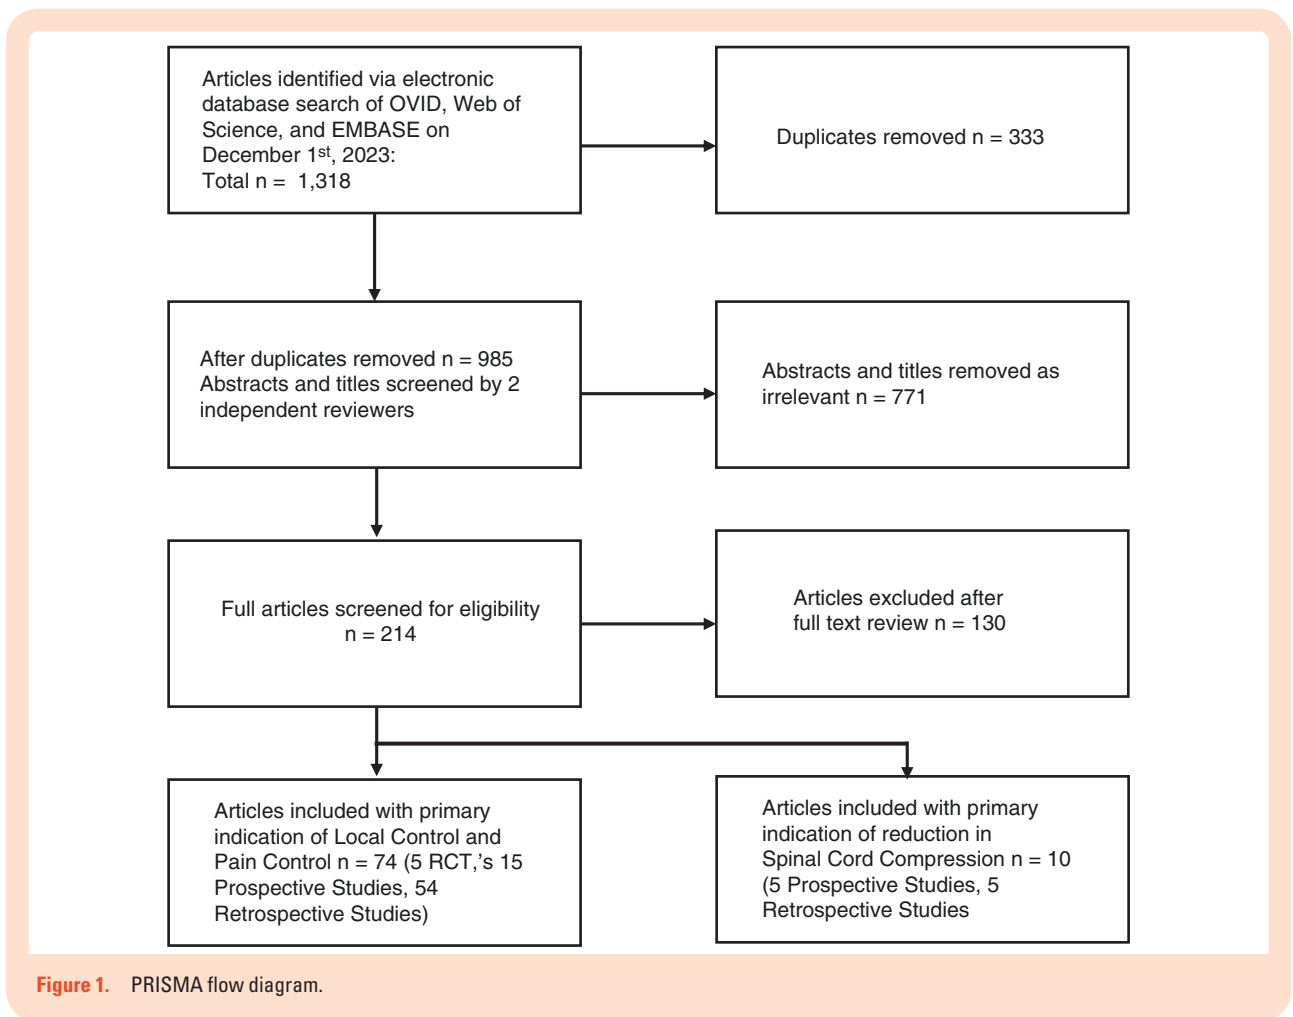 Articles identified via electronic
database search of OVID, Web of
Science, and EMBASE on
December 1st, 2023:
Total n = 1,318
Duplicates removed n = 333
After duplicates removed n = 985
Abstracts and titles screened by 2
independent reviewers
Abstracts and titles removed as
irrelevant n = 771
Full articles screened for eligibility
n = 214
Articles excluded after
full text review n = 130
Articles included with primary
indication of Local Control and
Pain Control n = 74 (5 RCT,'s 15
Prospective Studies, 54
Retrospective Studies)
Articles included with primary
indication of reduction in
Spinal Cord Compression n = 10
(5 Prospective Studies, 5
Retrospective Studies
Figure 1. PRISMA flow diagram.